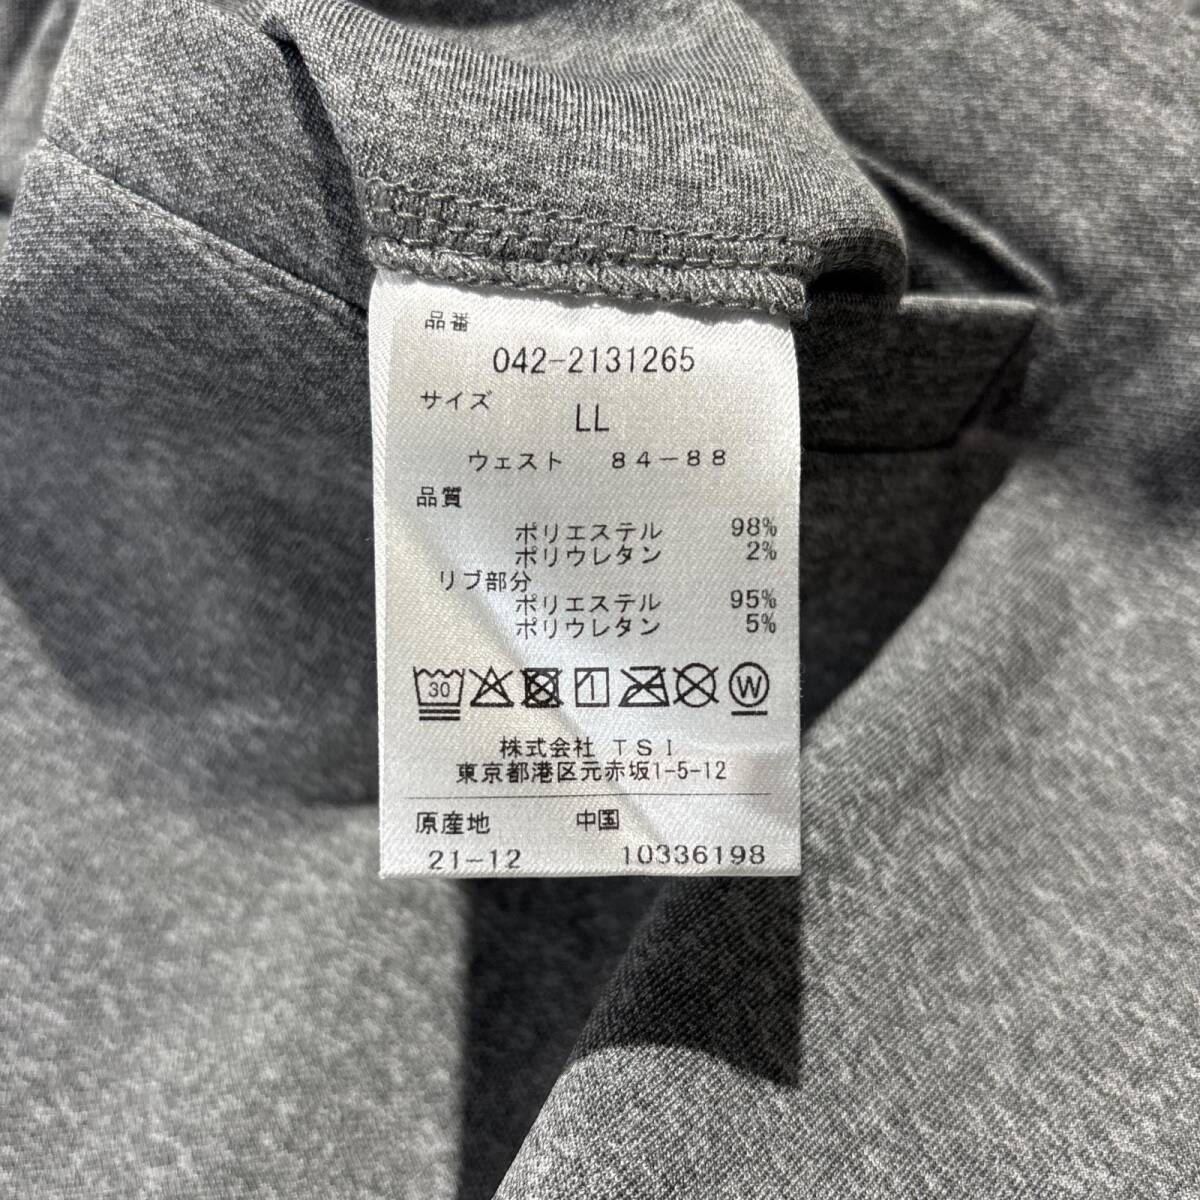 品番
042-2131265
サイズ
LL
ウェスト 84-88
品質
ポリエステル 98%
ポリウレタン 2%
リブ部分
ポリエステル 95%
ポリウレタン 5%
30 W
株式会社 TSI
東京都港区元赤坂1-5-12
原産地 中国
21-12 10336198